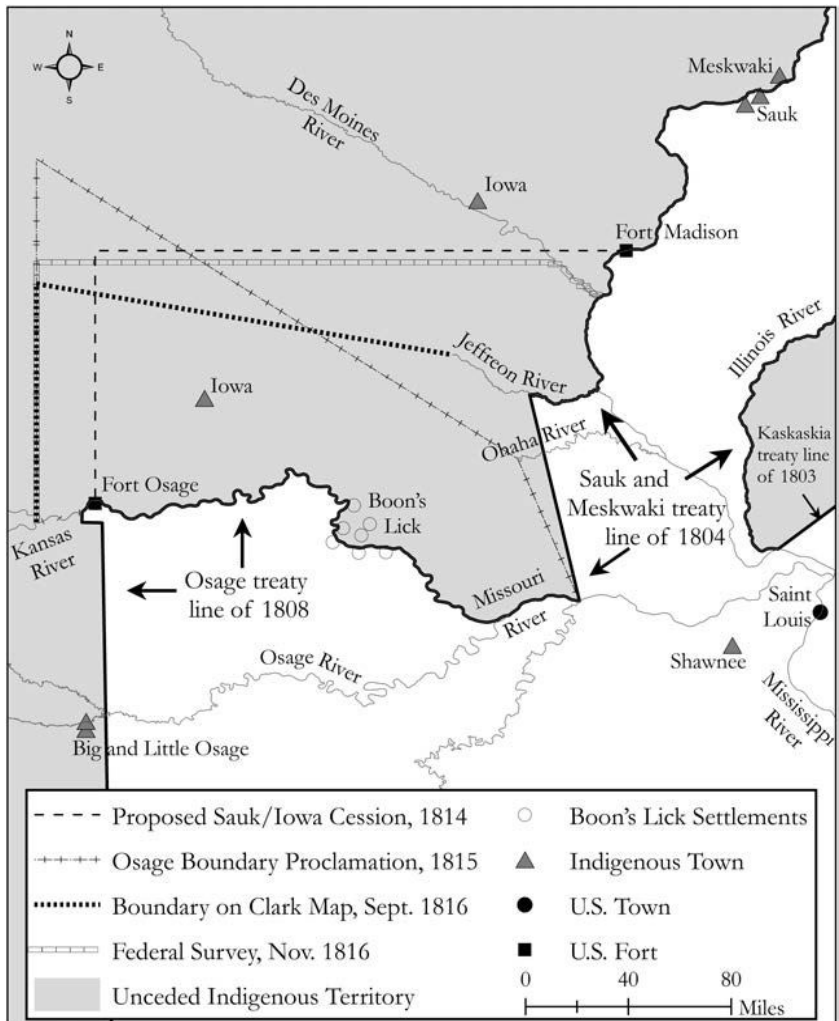 N
W E
S
Des Moines
River
Meskwaki
Sauk
Iowa
Fort Madison
Illinois River
Jeffreon River
Iowa
Ohaha River
Kaskaskia
treaty line
of 1803
Sauk and
Meskwaki treaty
line of 1804
Fort Osage
Boon's
Lick
Kansas
River
Osage treaty
line of 1808
Missouri
River
Saint
Louis
Osage River
Shawnee
Mississippi
River
Big and Little Osage
Proposed Sauk/Iowa Cession, 1814
Osage Boundary Proclamation, 1815
Boundary on Clark Map, Sept. 1816
Federal Survey, Nov. 1816
Unceded Indigenous Territory
Boon's Lick Settlements
Indigenous Town
U.S. Town
U.S. Fort
0 40 80
Miles